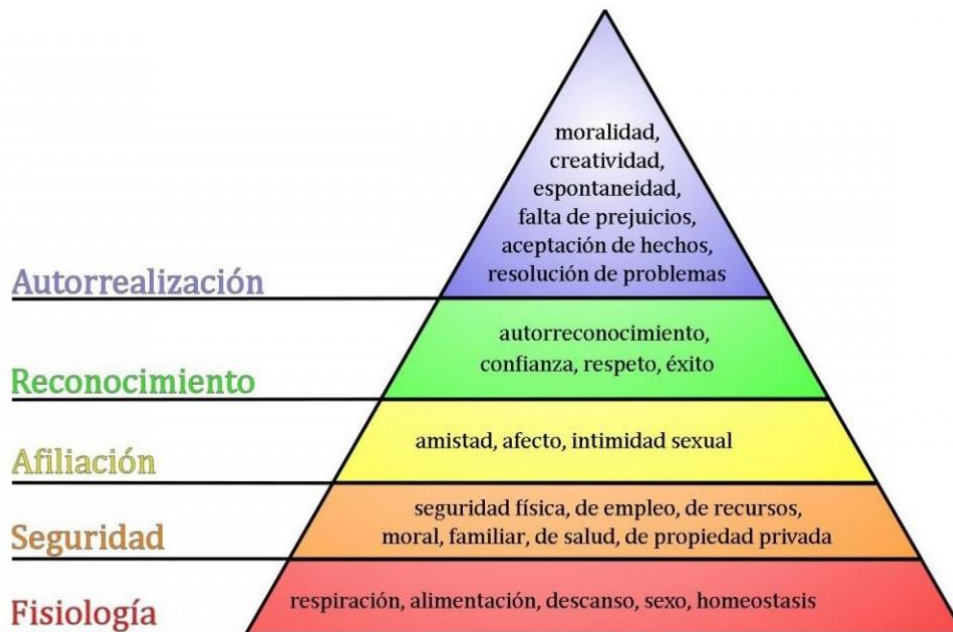 moralidad,
creatividad,
espontaneidad,
falta de prejuicios,
aceptación de hechos,
resolución de problemas
Autorrealización
autorreconocimiento,
confianza, respeto, éxito
Reconocimiento
amistad, afecto, intimidad sexual
Afiliación
seguridad física, de empleo, de recursos,
moral, familiar, de salud, de propiedad privada
Seguridad
respiración, alimentación, descanso, sexo, homeostasis
Fisiología